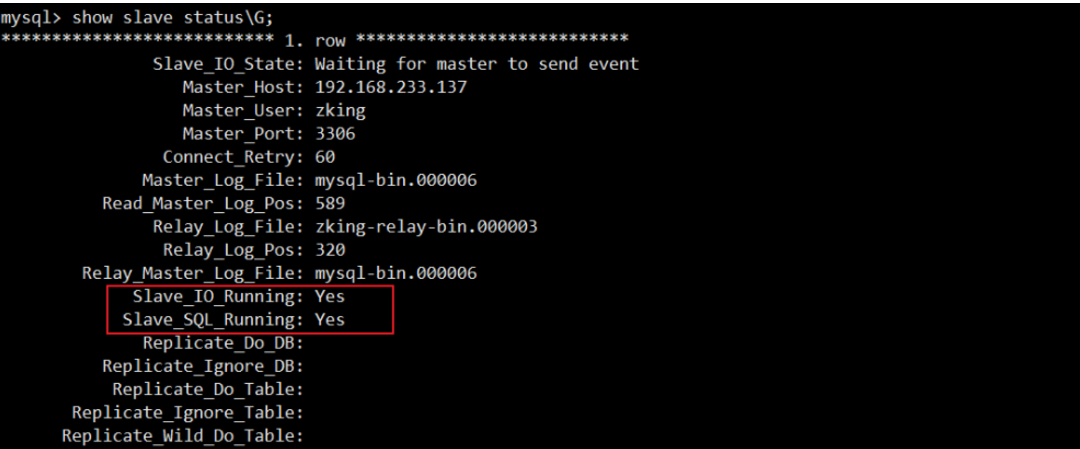 mysql> show slave status\G;
*************************** 1. row ***************************
Slave_IO_State: Waiting for master to send event
Master_Host: 192.168.233.137
Master_User: zking
Master_Port: 3306
Connect_Retry: 60
Master_Log_File: mysql-bin.000006
Read_Master_Log_Pos: 589
Relay_Log_File: zking-relay-bin.000003
Relay_Log_Pos: 320
Relay_Master_Log_File: mysql-bin.000006
Slave_IO_Running: Yes
Slave_SQL_Running: Yes
Replicate_Do_DB:
Replicate_Ignore_DB:
Replicate_Do_Table:
Replicate_Ignore_Table:
Replicate_Wild_Do_Table: